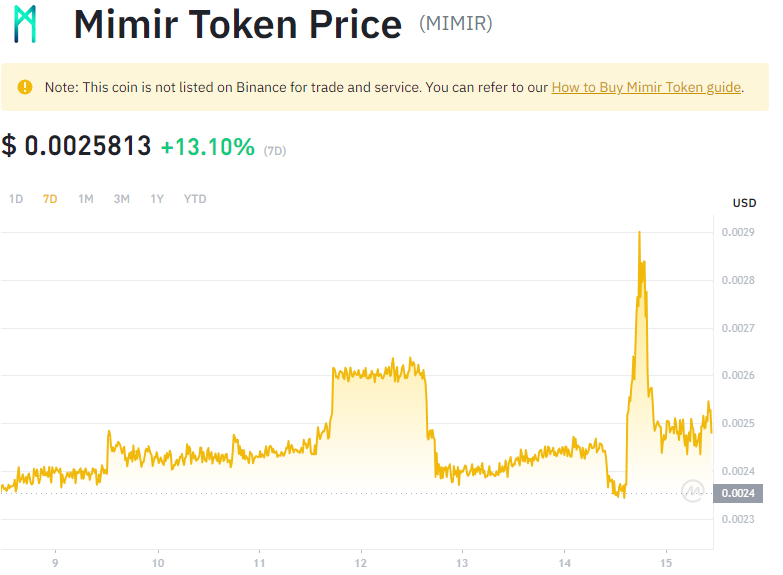 Mimir Token Price (MIMIR)
Note: This coin is not listed on Binance for trade and service. You can refer to our How to Buy Mimir Token guide.
$ 0.0025813 +13.10% (7D)
1D 7D 1M 3M 1Y YTD
USD
0.0029
0.0028
0.0027
0.0026
0.0025
0.0024
0.0024
0.0023
9 10 11 12 13 14 15